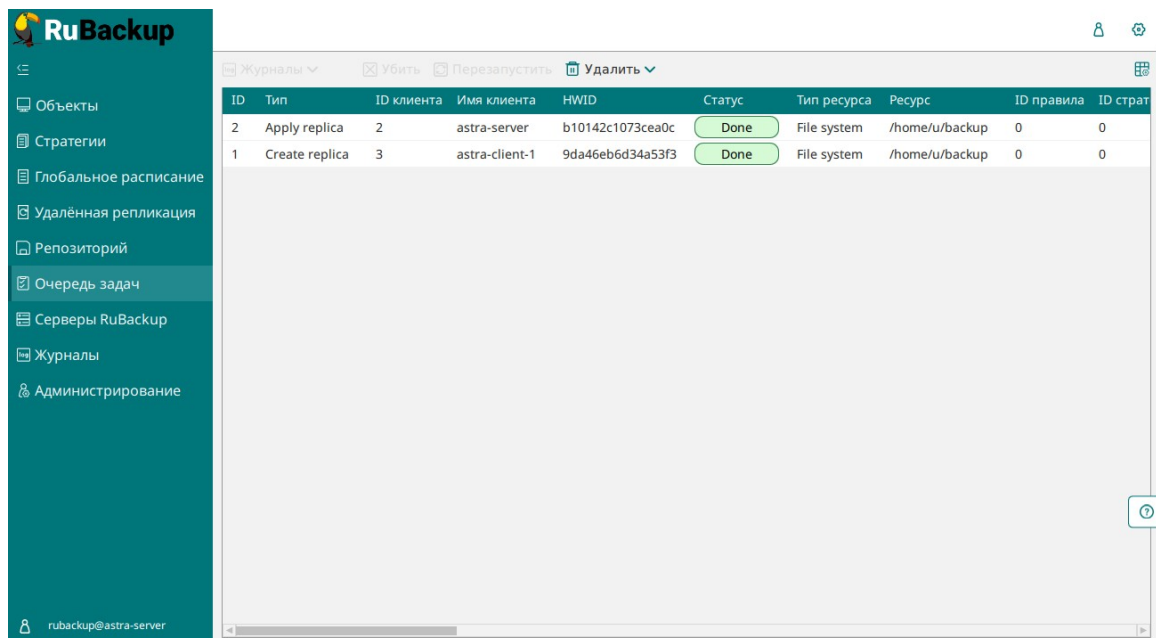 RuBackup
Журналы Убить Перезапустить Удалить
Объекты
Стратегии
Глобальное расписание
Удалённая репликация
Репозиторий
Очередь задач
Серверы RuBackup
Журналы
Администрирование
rubackup@astra-server
ID Тип ID клиента Имя клиента HWID Статус Тип ресурса Ресурс ID правила ID страт
2 Apply replica 2 astra-server b10142c1073cea0c Done File system /home/u/backup 0 0
1 Create replica 3 astra-client-1 9da46eb6d34a53f3 Done File system /home/u/backup 0 0